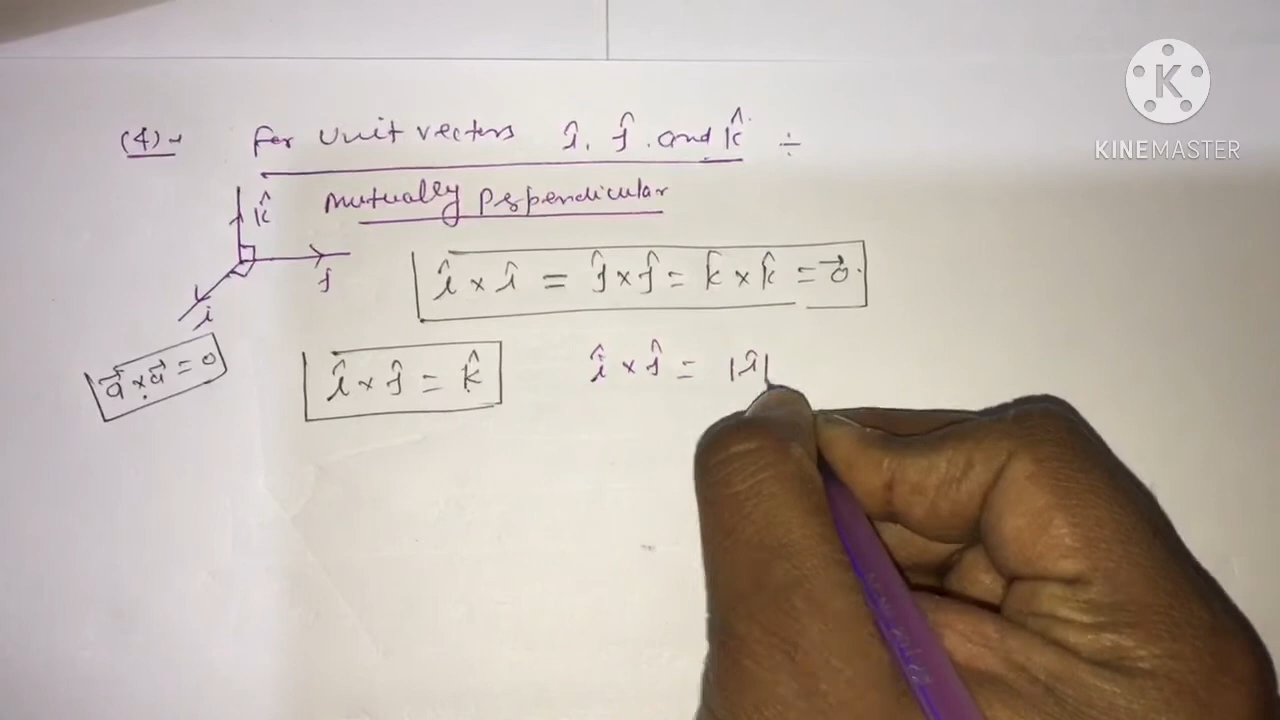 (4)→ For Unit vectors î, ĵ. and k̂ ÷
Mutually perpendicular
k̂
j
i
î × î = ĵ × ĵ = k̂ × k̂ = 0⃗.
a⃗ × a⃗ = 0
î × ĵ = k̂
î × ĵ = |î|
K
KINEMASTER